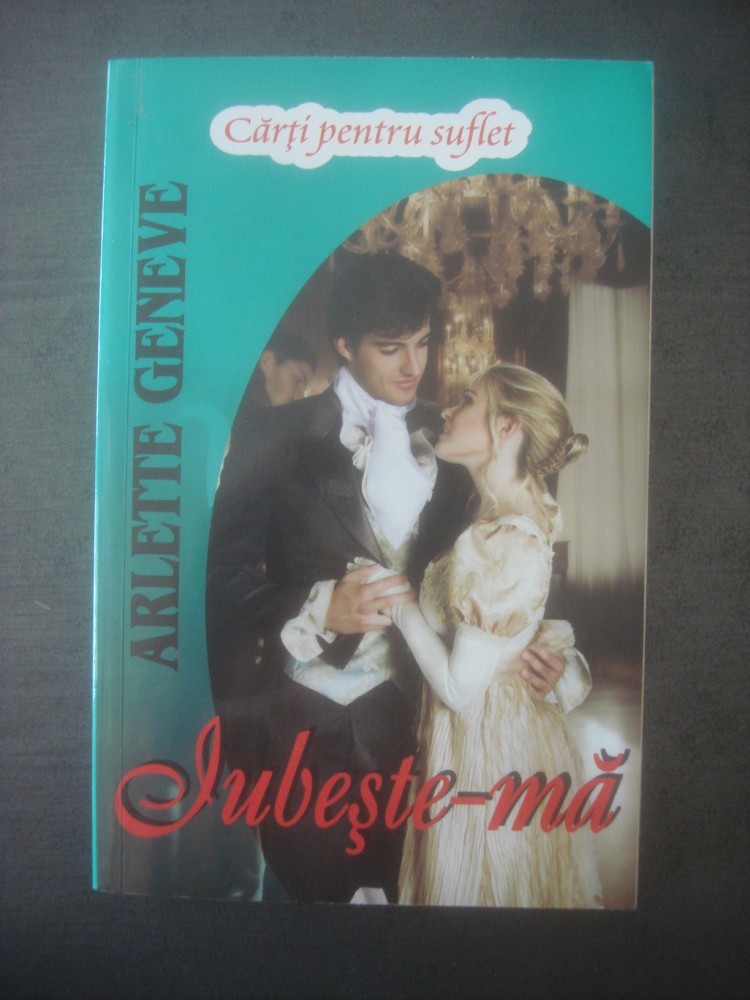 Cărţi pentru suflet
ARLETTE GENEVE
Iubeşte-mă